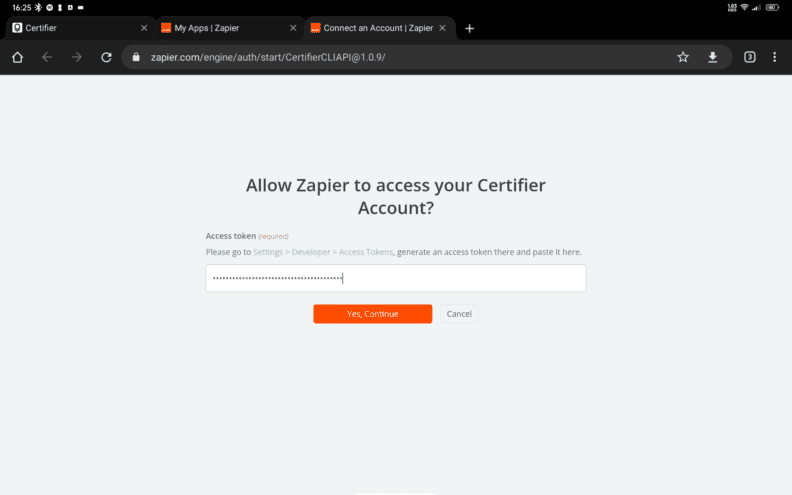 16:25
Certifier
My Apps | Zapier
Connect an Account | Zapier
zapier.com/engine/auth/start/CertifierCLIAPI@1.0.9/
3
Allow Zapier to access your Certifier
Account?
Access token (required)
Please go to Settings > Developer > Access Tokens, generate an access token there and paste it here.
••••••••••••••••••••••••••••••••••••••••
Yes, Continue
Cancel